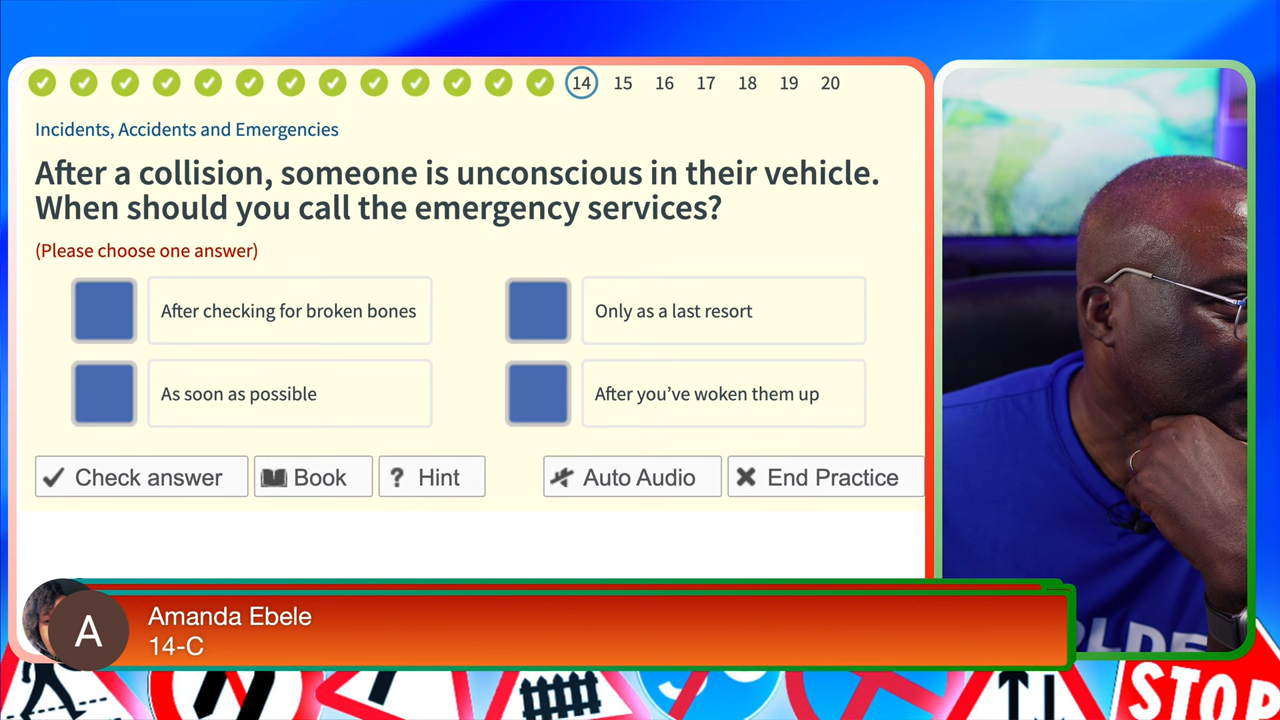 14 15 16 17 18 19 20
Incidents, Accidents and Emergencies
After a collision, someone is unconscious in their vehicle.
When should you call the emergency services?
(Please choose one answer)
After checking for broken bones
Only as a last resort
As soon as possible
After you’ve woken them up
Check answer
Book
? Hint
Auto Audio
End Practice
A
Amanda Ebele
14-C
STOP